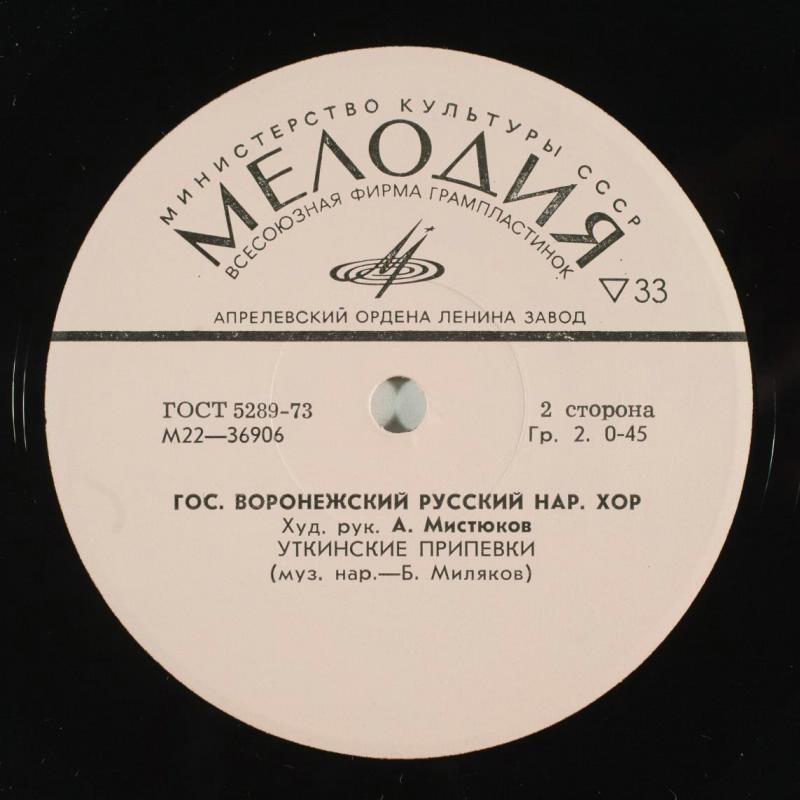 МИНИСТЕРСТВО КУЛЬТУРЫ СССР
МЕЛОДИЯ
ВСЕСОЮЗНАЯ ФИРМА ГРАМПЛАСТИНОК
▽33
АПРЕЛЕВСКИЙ ОРДЕНА ЛЕНИНА ЗАВОД
ГОСТ 5289-73
2 сторона
М22—36906
Гр. 2. 0-45
ГОС. ВОРОНЕЖСКИЙ РУССКИЙ НАР. ХОР
Худ. рук. А. Мистюков
УТКИНСКИЕ ПРИПЕВКИ
(муз. нар.—Б. Миляков)